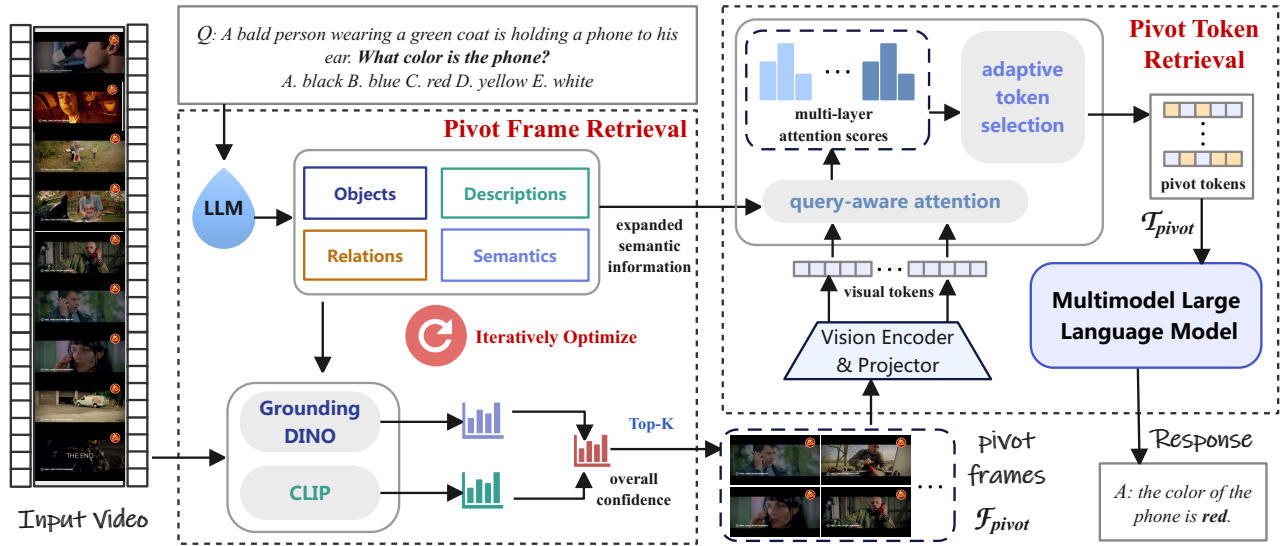 Q: A bald person wearing a green coat is holding a phone to his
ear. What color is the phone?
A. black B. blue C. red D. yellow E. white
Pivot Frame Retrieval
LLM
Objects
Descriptions
Relations
Semantics
expanded
semantic
information
Iteratively Optimize
Grounding
DINO
CLIP
overall
confidence
Top-K
THE END
Input Video
Pivot Token
Retrieval
multi-layer
attention scores
adaptive
token
selection
query-aware attention
visual tokens
Vision Encoder
& Projector
pivot tokens
𝒯pivot
Multimodel Large
Language Model
pivot
frames
ℱpivot
Response
A: the color of the
phone is red.